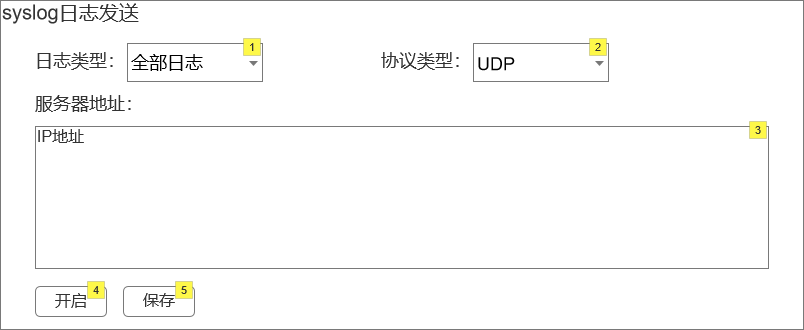 syslog日志发送
日志类型： 全部日志 1 协议类型： UDP 2
服务器地址：
IP地址 3
开启 4 保存 5